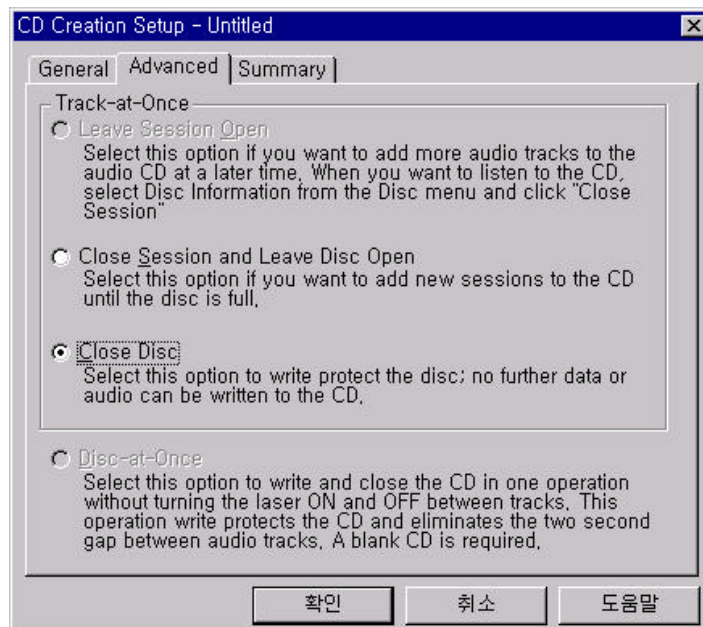 CD Creation Setup - Untitled
General Advanced Summary
Track-at-Once
Leave Session Open
Select this option if you want to add more audio tracks to the
audio CD at a later time. When you want to listen to the CD,
select Disc Information from the Disc menu and click "Close
Session"
Close Session and Leave Disc Open
Select this option if you want to add new sessions to the CD
until the disc is full.
Close Disc
Select this option to write protect the disc; no further data or
audio can be written to the CD.
Disc-at-Once
Select this option to write and close the CD in one operation
without turning the laser ON and OFF between tracks. This
operation write protects the CD and eliminates the two second
gap between audio tracks. A blank CD is required.
확인 취소 도움말